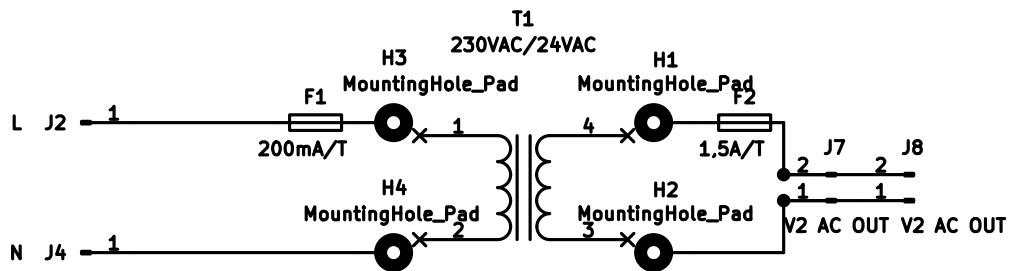 T1
230VAC/24VAC
H3
MountingHole_Pad
H1
MountingHole_Pad
F1
F2
L J2 1
200mA/T
1
4
1,5A/T
J7
J8
2
2
H4
MountingHole_Pad
H2
MountingHole_Pad
1
1
V2 AC OUT
V2 AC OUT
2
3
N J4 1